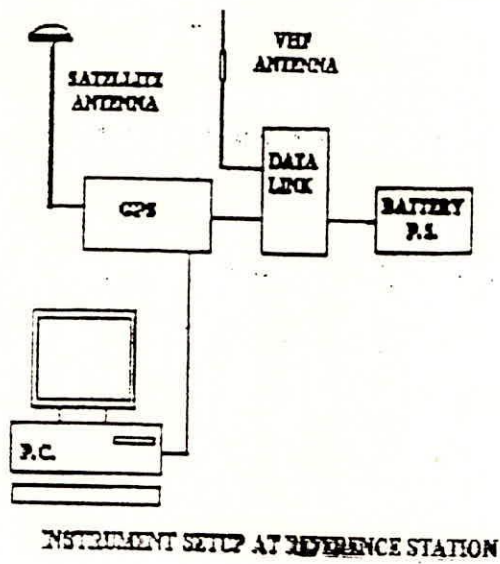 VHF
ANTENNA
SATELLITE
ANTENNA
DATA
LINK
GPS
BATTERY
P.S.
P.C.
INSTRUMENT SETUP AT REFERENCE STATION